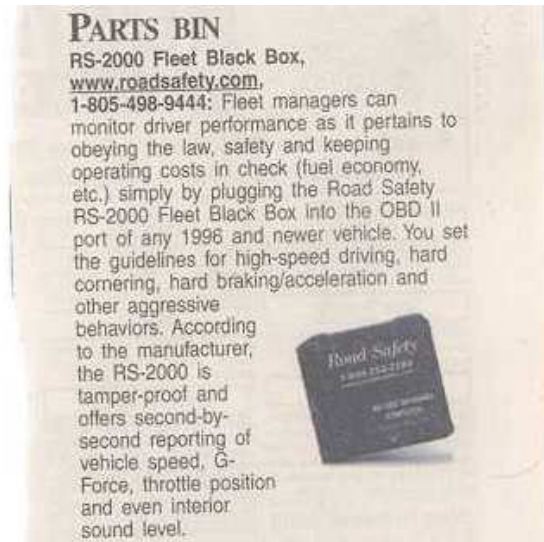 PARTS BIN
RS-2000 Fleet Black Box,
www.roadsafety.com,
1-805-498-9444: Fleet managers can
monitor driver performance as it pertains to
obeying the law, safety and keeping
operating costs in check (fuel economy,
etc.) simply by plugging the Road Safety
RS-2000 Fleet Black Box into the OBD II
port of any 1996 and newer vehicle. You set
the guidelines for high-speed driving, hard
cornering, hard braking/acceleration and
other aggressive
behaviors. According
to the manufacturer,
the RS-2000 is
tamper-proof and
offers second-by-
second reporting of
vehicle speed, G-
Force, throttle position
and even interior
sound level.
Road Safety